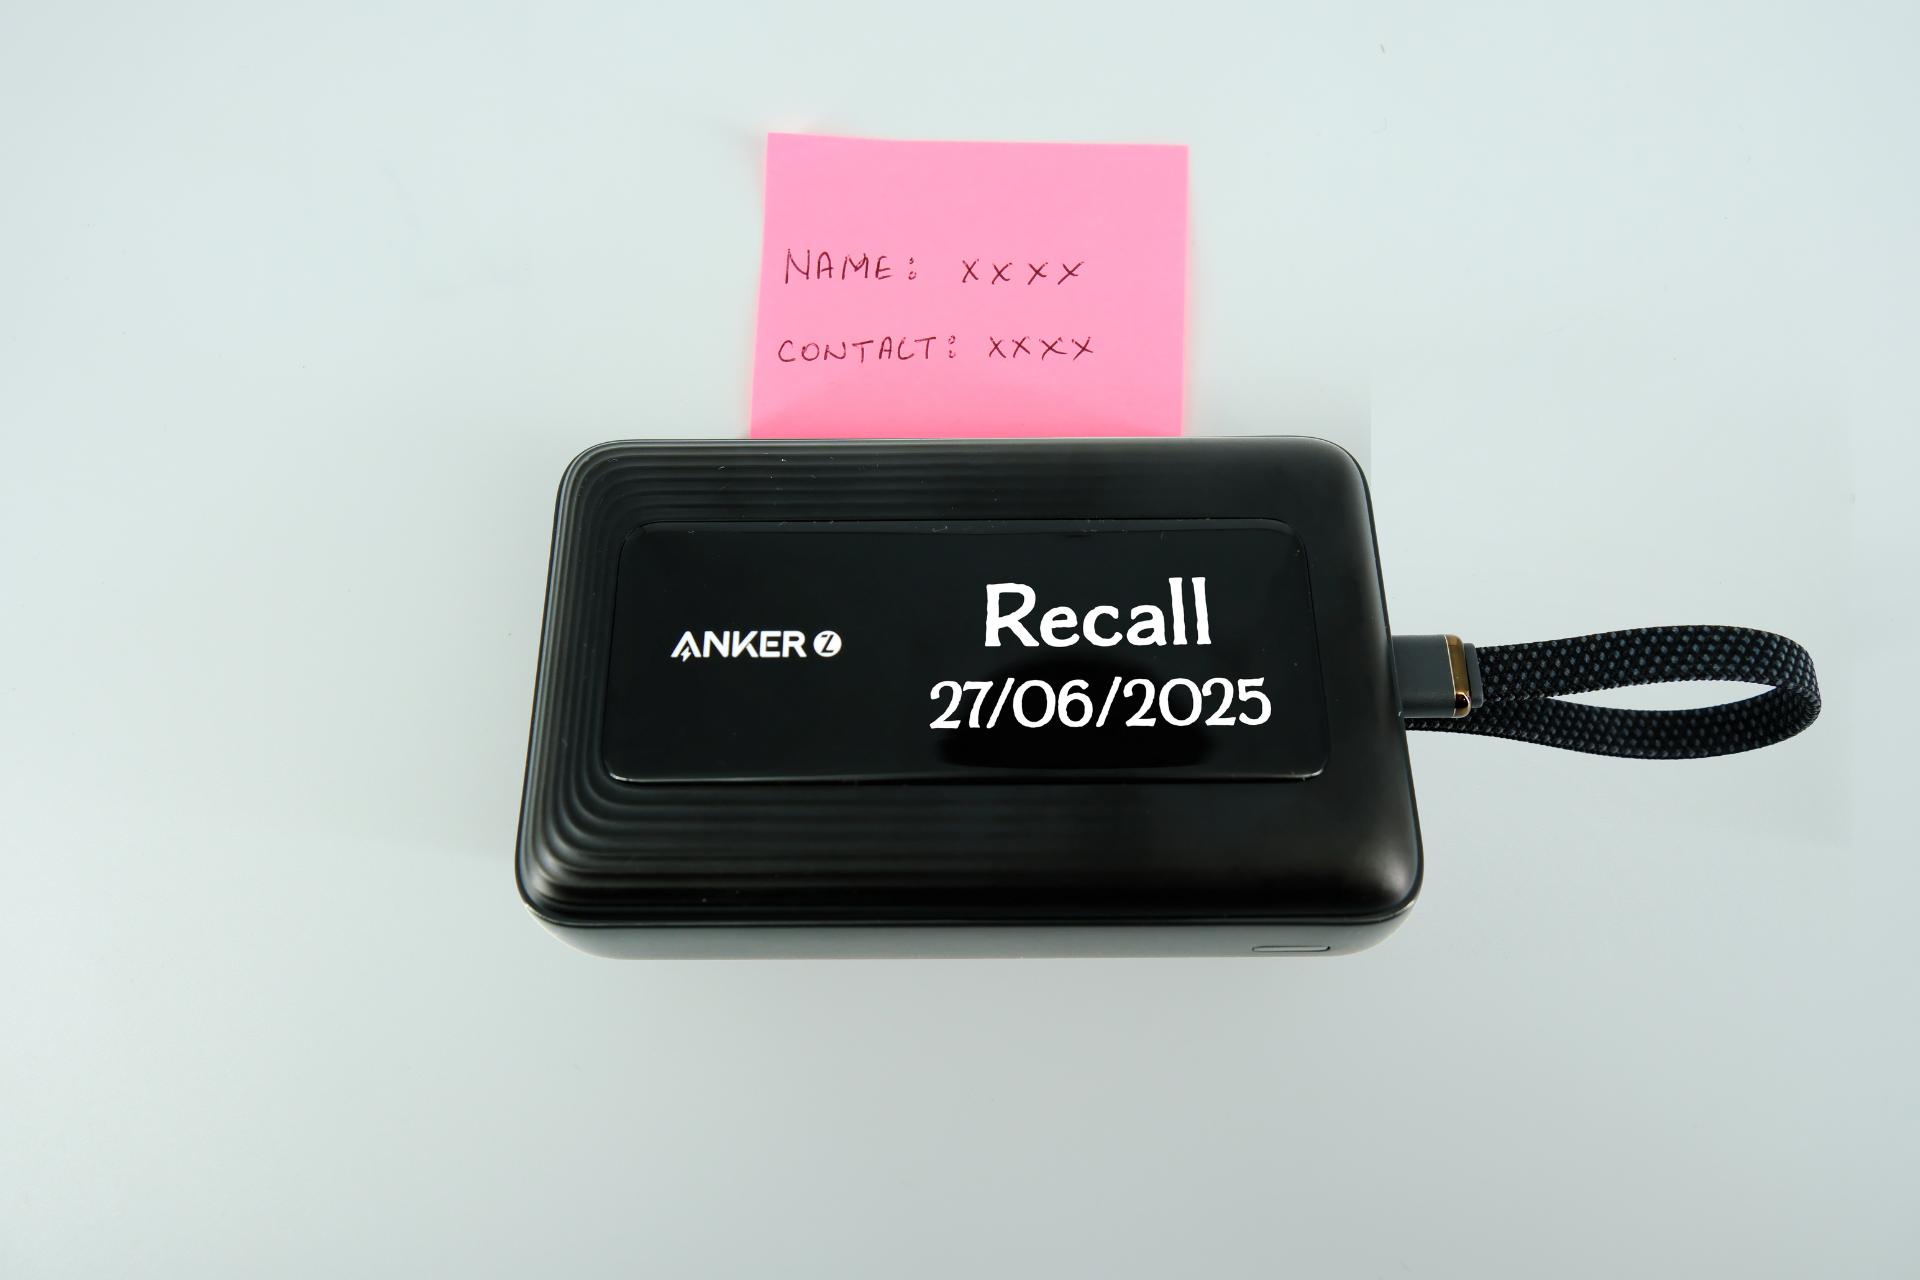 NAME: XXXX
CONTACT: XXXX
ANKER Z
Recall
27/06/2025